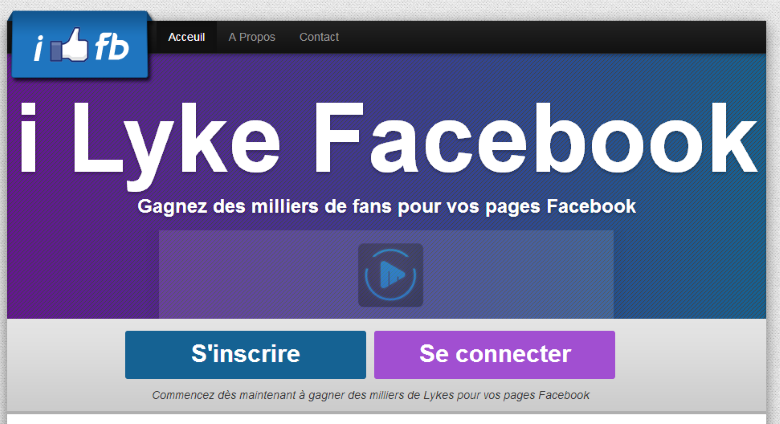 i fb
Acceuil A Propos Contact
i Lyke Facebook
Gagnez des milliers de fans pour vos pages Facebook
S'inscrire Se connecter
Commencez dès maintenant à gagner des milliers de Lykes pour vos pages Facebook